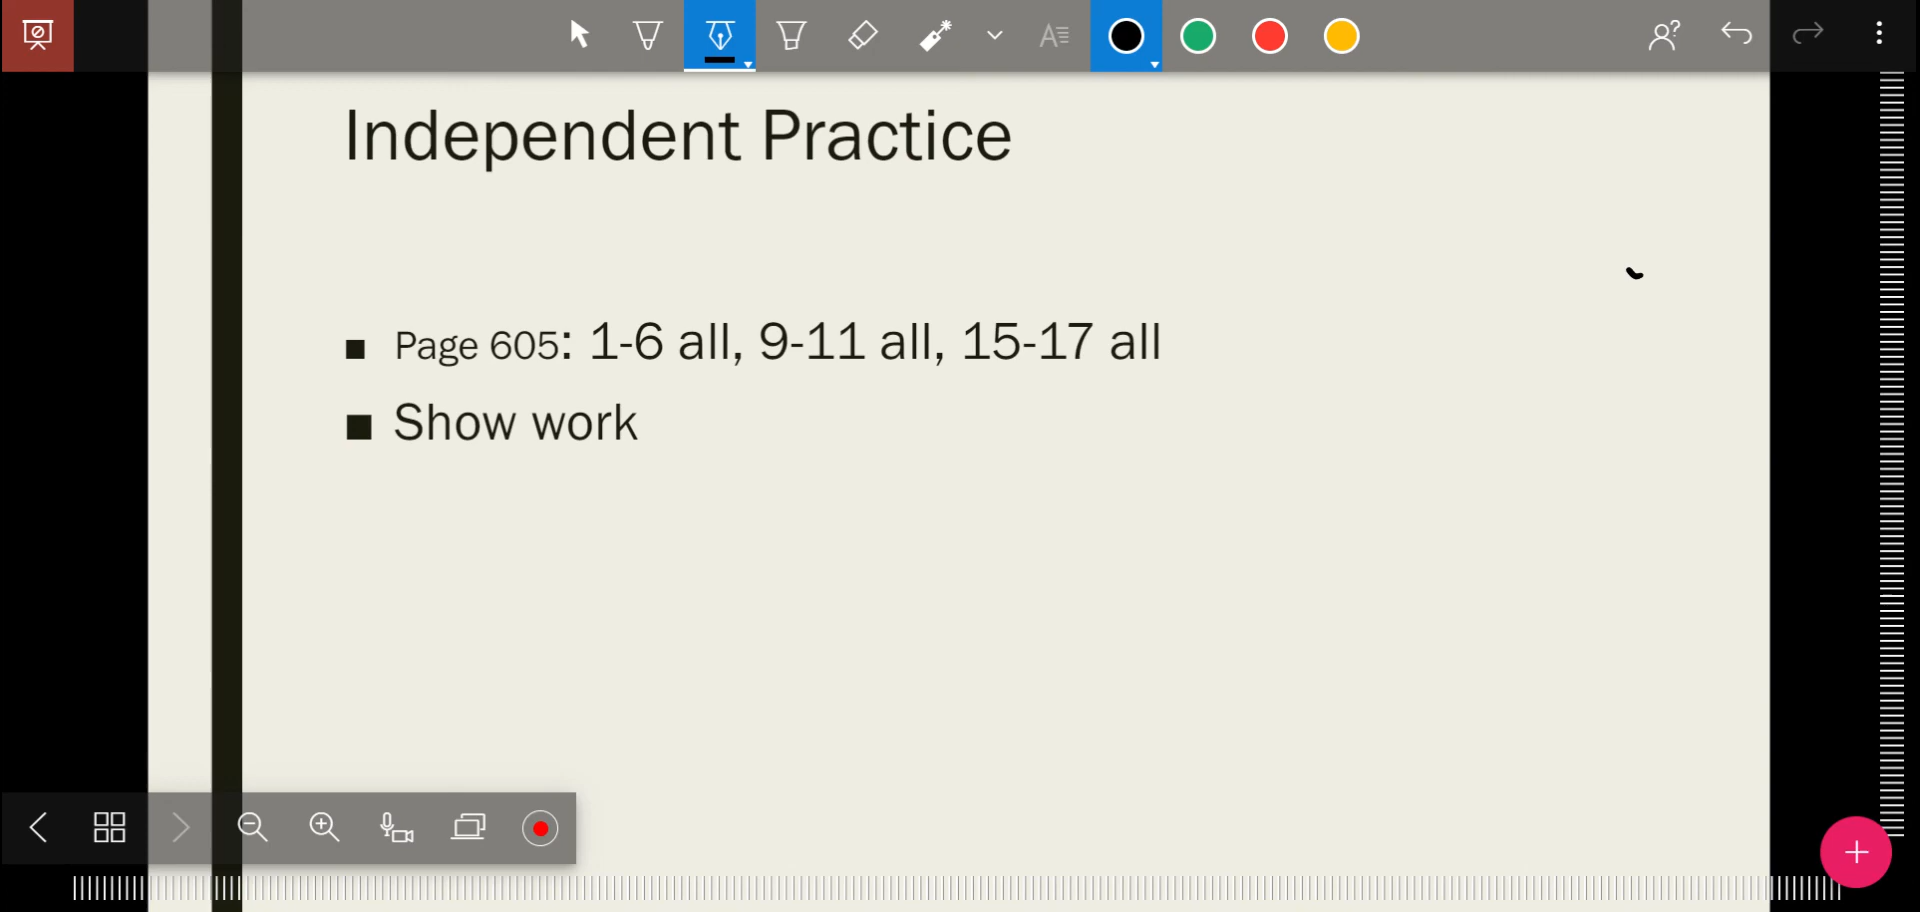 Independent Practice
■ Page 605: 1-6 all, 9-11 all, 15-17 all
■ Show work